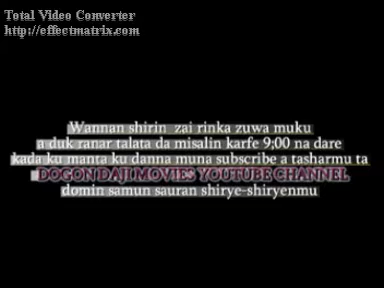 Total Video Converter
http://effectmatrix.com
Wannan shirin zai rinka zuwa muku
a duk ranar talata da misalin karfe 9;00 na dare
kada ku manta ku danna muna subscribe a tasharmu ta
DOGON DAJI MOVIES YOUTUBE CHANNEL
domin samun sauran shirye-shiryenmu